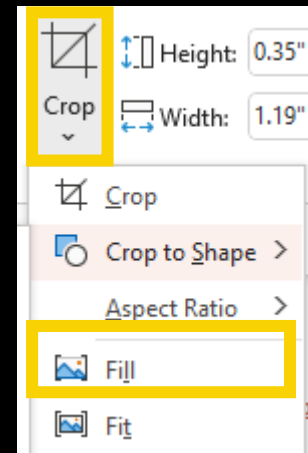 Height: 0.35"
Crop
Width: 1.19"
Crop
Crop to Shape >
Aspect Ratio >
Fill
Fit